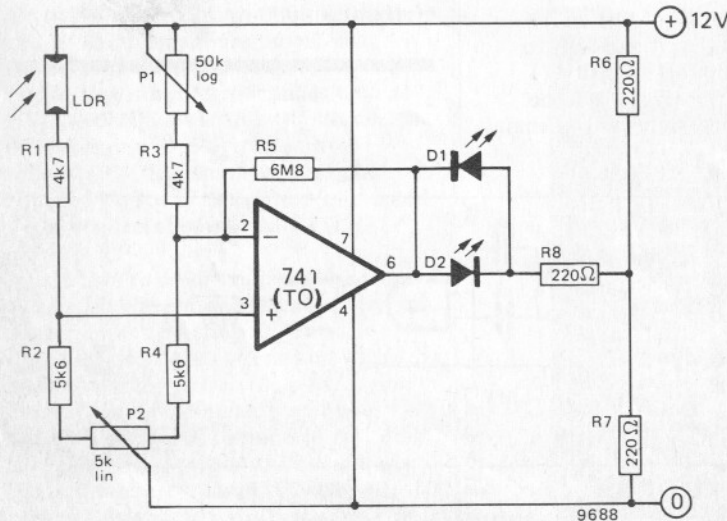 + 12V
50k
log
P1
R6
220Ω
LDR
R1
4k7
R3
4k7
R5
6M8
D1
2
7
6
741
(TO)
D2
R8
220Ω
3
+
4
R2
5k6
R4
5k6
P2
5k
lin
R7
220Ω
0
9688